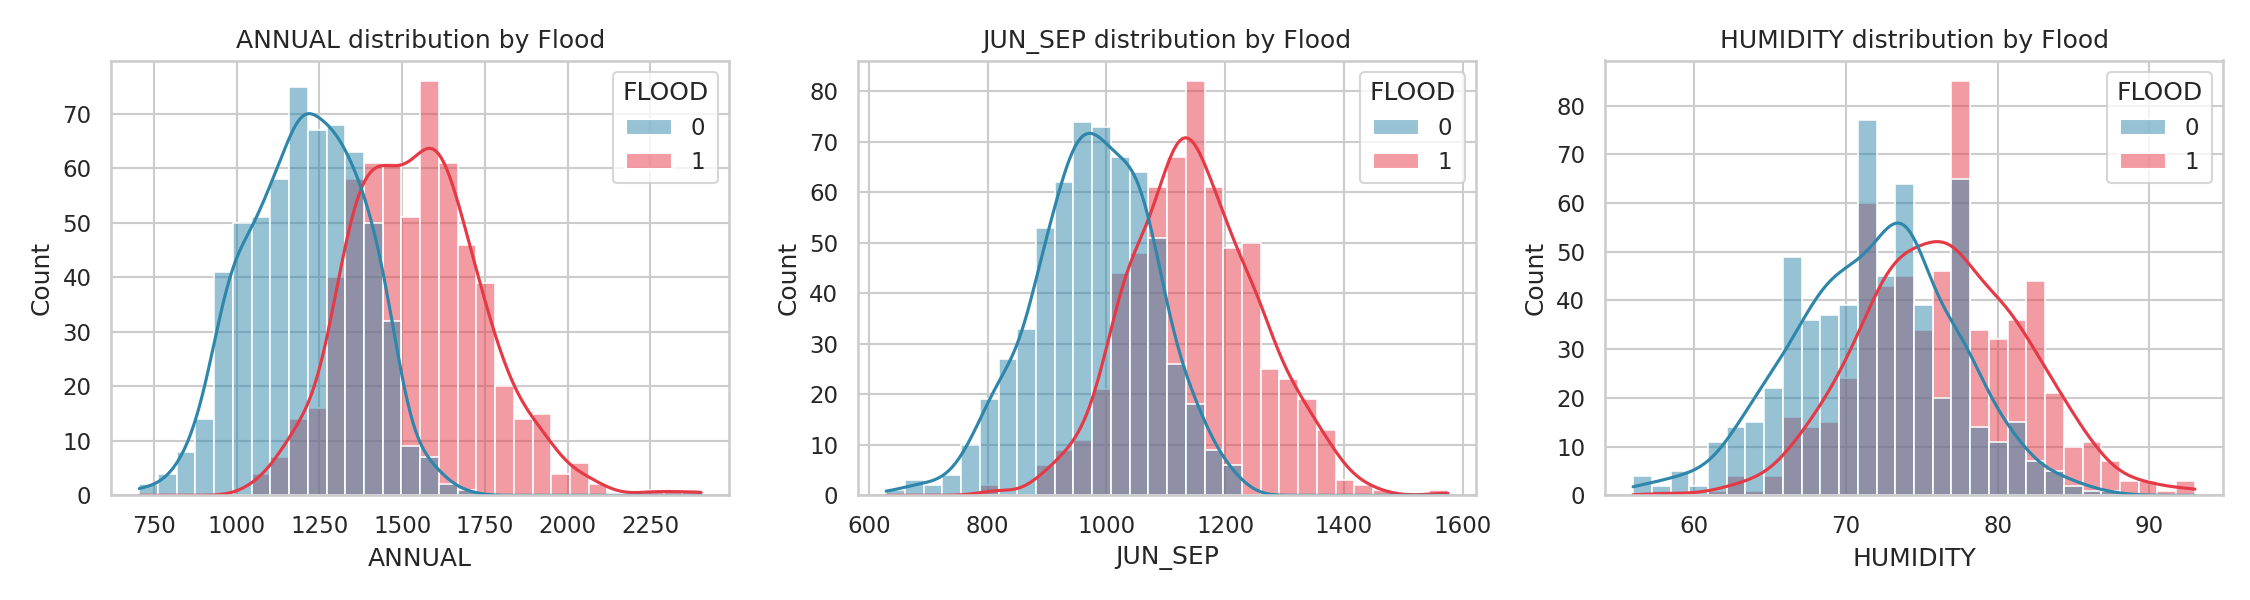 ANNUAL distribution by Flood
Count
70
60
50
40
30
20
10
0
750 1000 1250 1500 1750 2000 2250
ANNUAL
FLOOD
0
1
JUN_SEP distribution by Flood
Count
80
70
60
50
40
30
20
10
0
600 800 1000 1200 1400 1600
JUN_SEP
FLOOD
0
1
HUMIDITY distribution by Flood
Count
80
70
60
50
40
30
20
10
0
60 70 80 90
HUMIDITY
FLOOD
0
1